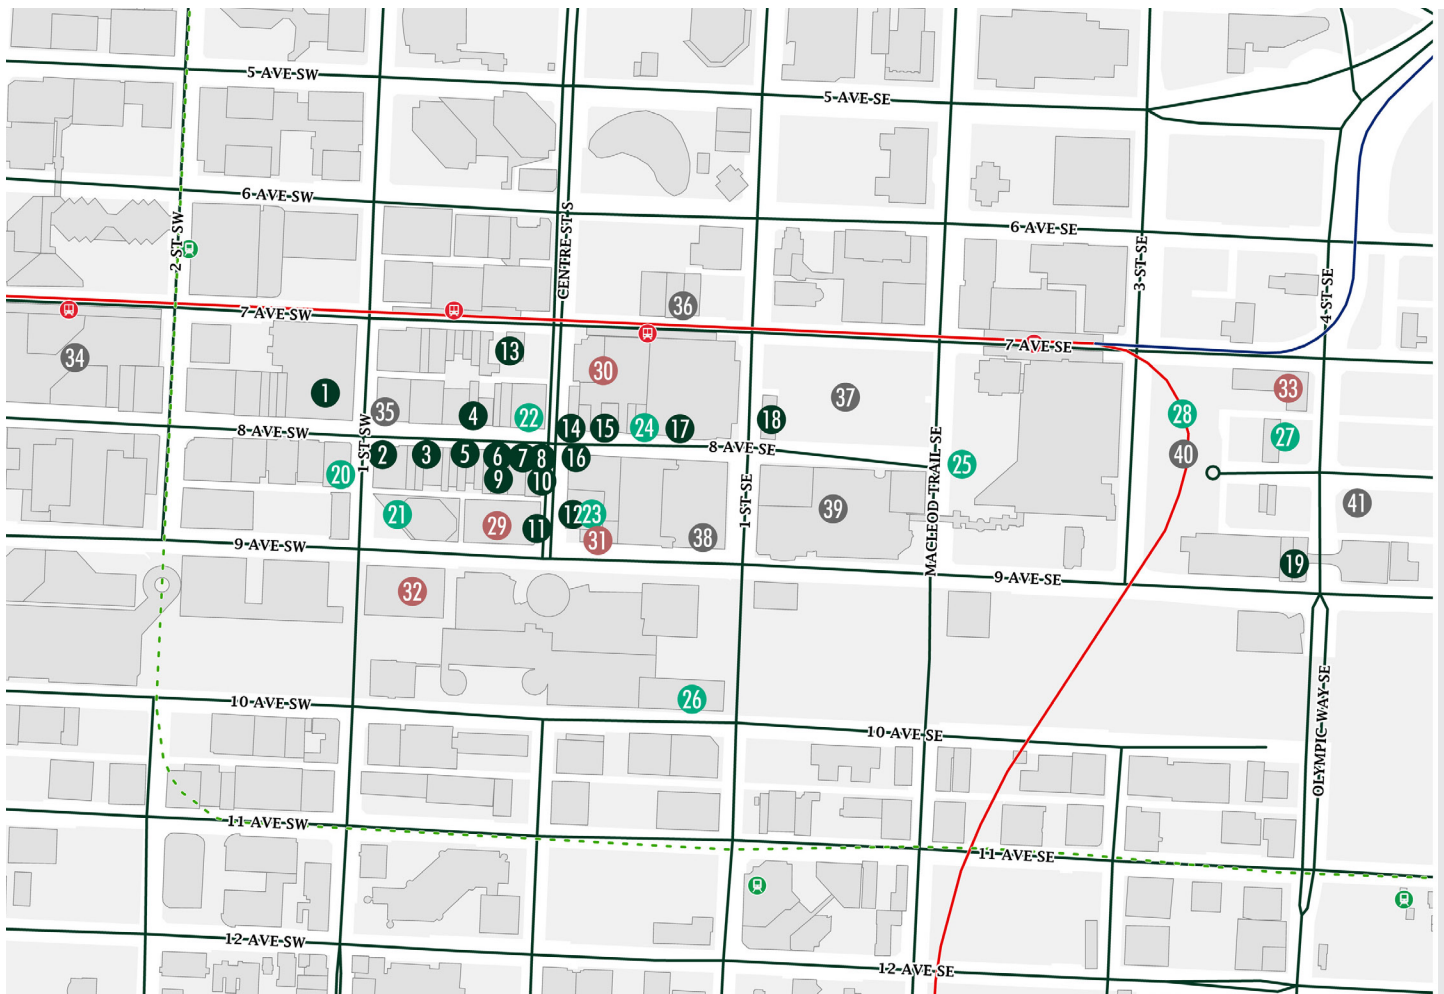 5 AVE SW
5 AVE SE
6 AVE SW
2 ST SW
CENTRE ST S
6 AVE SE
3 ST SE
4 ST SE
7 AVE SW
36
7 AVE SE
34
13
30
33
1
35
4
22
14
15
24
17
18
37
28
27
8 AVE SW
1 ST SW
8 AVE SE
2
3
5
6
7
8
16
40
20
9
10
25
1 ST SE
MACLEOD TRAIL SE
21
29
11
12
23
31
38
39
41
9 AVE SW
19
9 AVE SE
32
26
10 AVE SW
10 AVE SE
OLYMPIC WAY SE
11 AVE SW
11 AVE SE
12 AVE SW
12 AVE SE